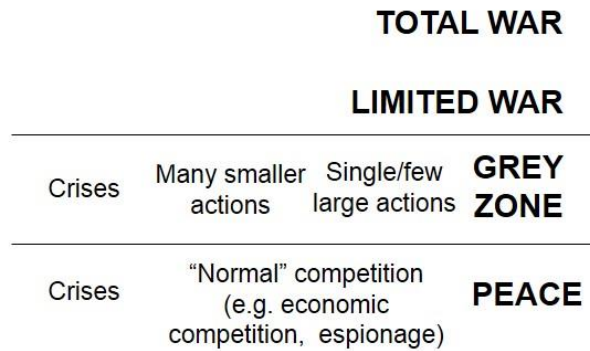 TOTAL WAR
LIMITED WAR
Crises
Many smaller
actions
Single/few
large actions
GREY
ZONE
Crises
“Normal” competition
(e.g. economic
competition, espionage)
PEACE